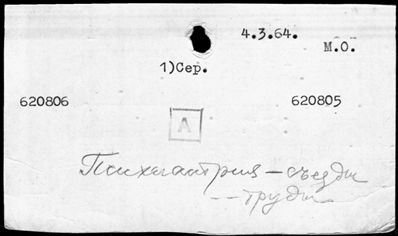 4.3.64.
М.О.
1)Сер.
620806 620805
А
Психиатрия – съезды
-- труды